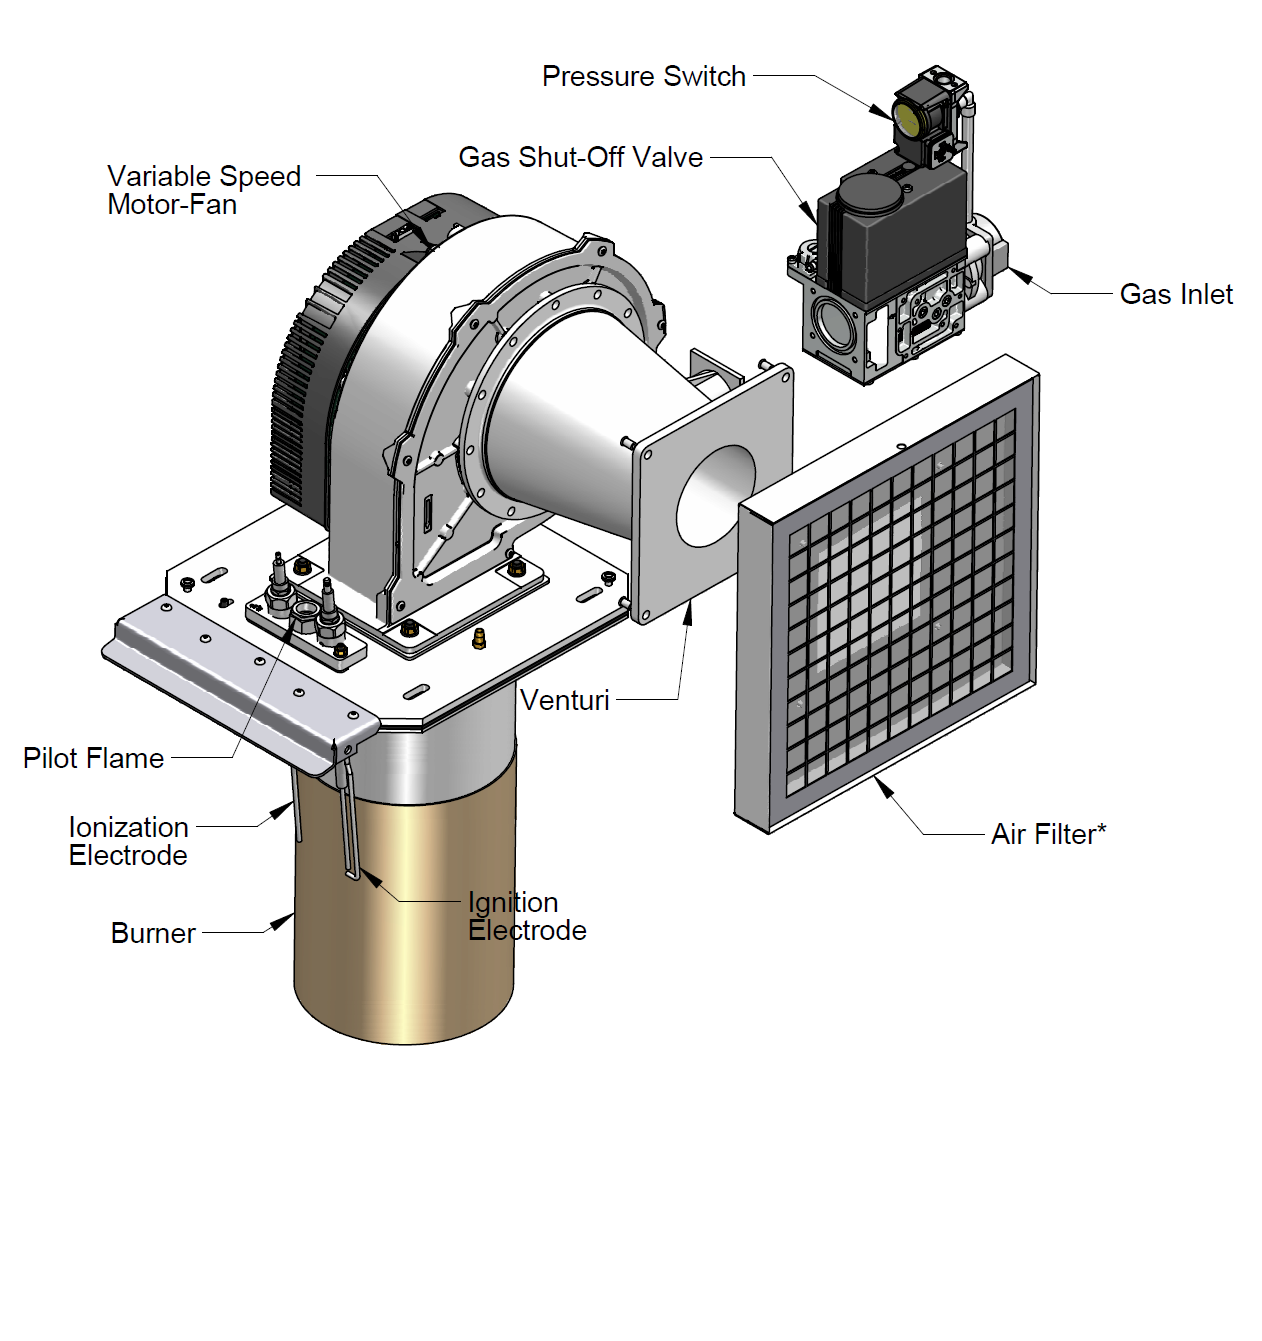 Pressure Switch
Gas Shut-Off Valve
Variable Speed
Motor-Fan
Gas Inlet
Venturi
Pilot Flame
Ionization
Electrode
Air Filter*
Ignition
Electrode
Burner